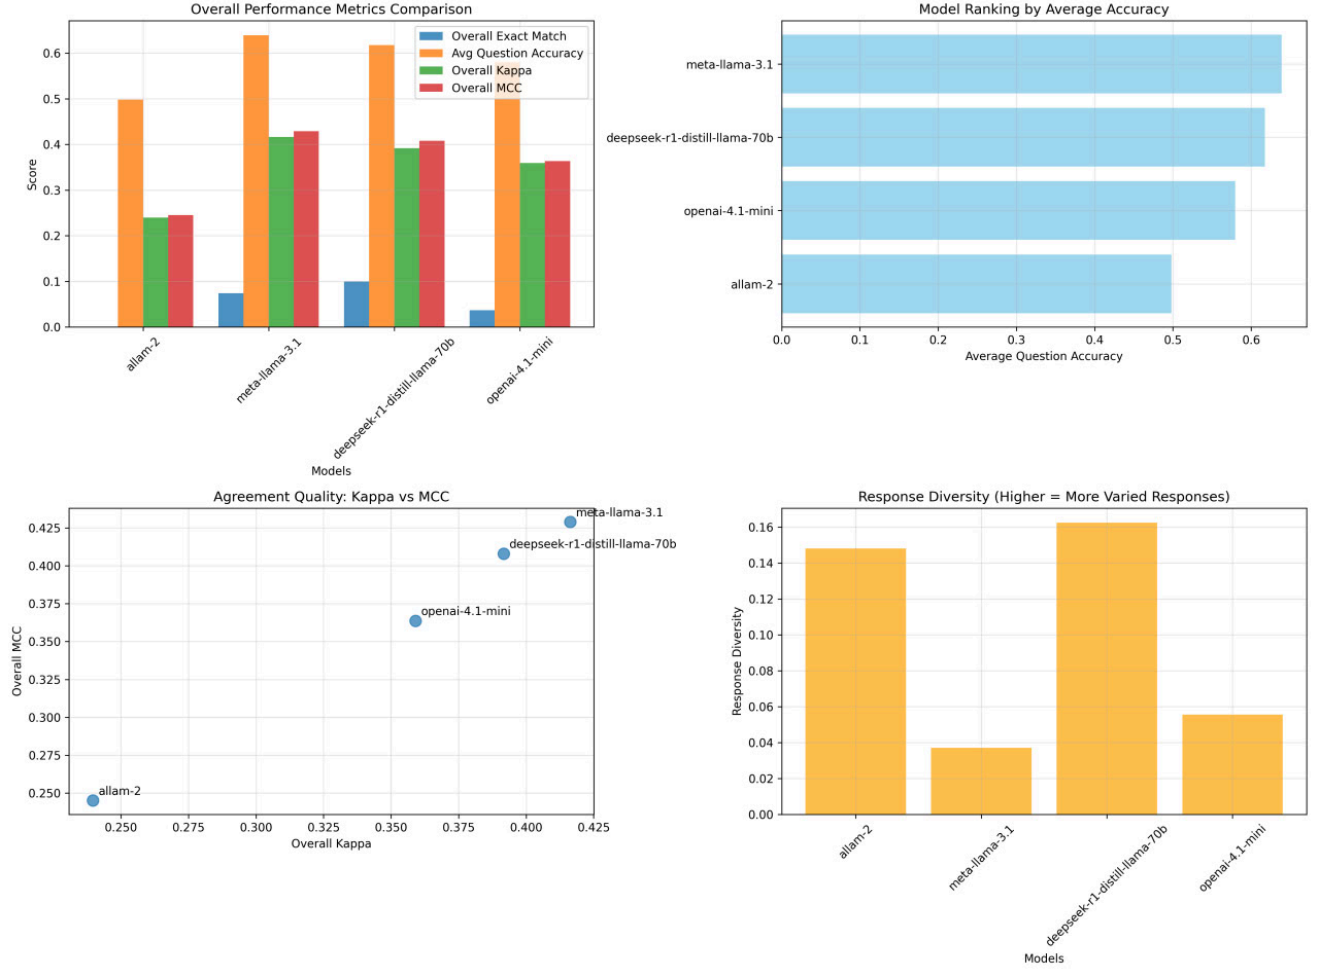 Overall Performance Metrics Comparison
Overall Exact Match
Avg Question Accuracy
Overall Kappa
Overall MCC
Score
0.6
0.5
0.4
0.3
0.2
0.1
0.0
allam-2
meta-llama-3.1
deepseek-r1-distill-llama-70b
openai-4.1-mini
Models
Model Ranking by Average Accuracy
meta-llama-3.1
deepseek-r1-distill-llama-70b
openai-4.1-mini
allam-2
0.0 0.1 0.2 0.3 0.4 0.5 0.6
Average Question Accuracy
Agreement Quality: Kappa vs MCC
Overall MCC
0.425
0.400
0.375
0.350
0.325
0.300
0.275
0.250
meta-llama-3.1
deepseek-r1-distill-llama-70b
openai-4.1-mini
allam-2
0.250 0.275 0.300 0.325 0.350 0.375 0.400 0.425
Overall Kappa
Response Diversity (Higher = More Varied Responses)
Response Diversity
0.16
0.14
0.12
0.10
0.08
0.06
0.04
0.02
0.00
allam-2
meta-llama-3.1
deepseek-r1-distill-llama-70b
openai-4.1-mini
Models